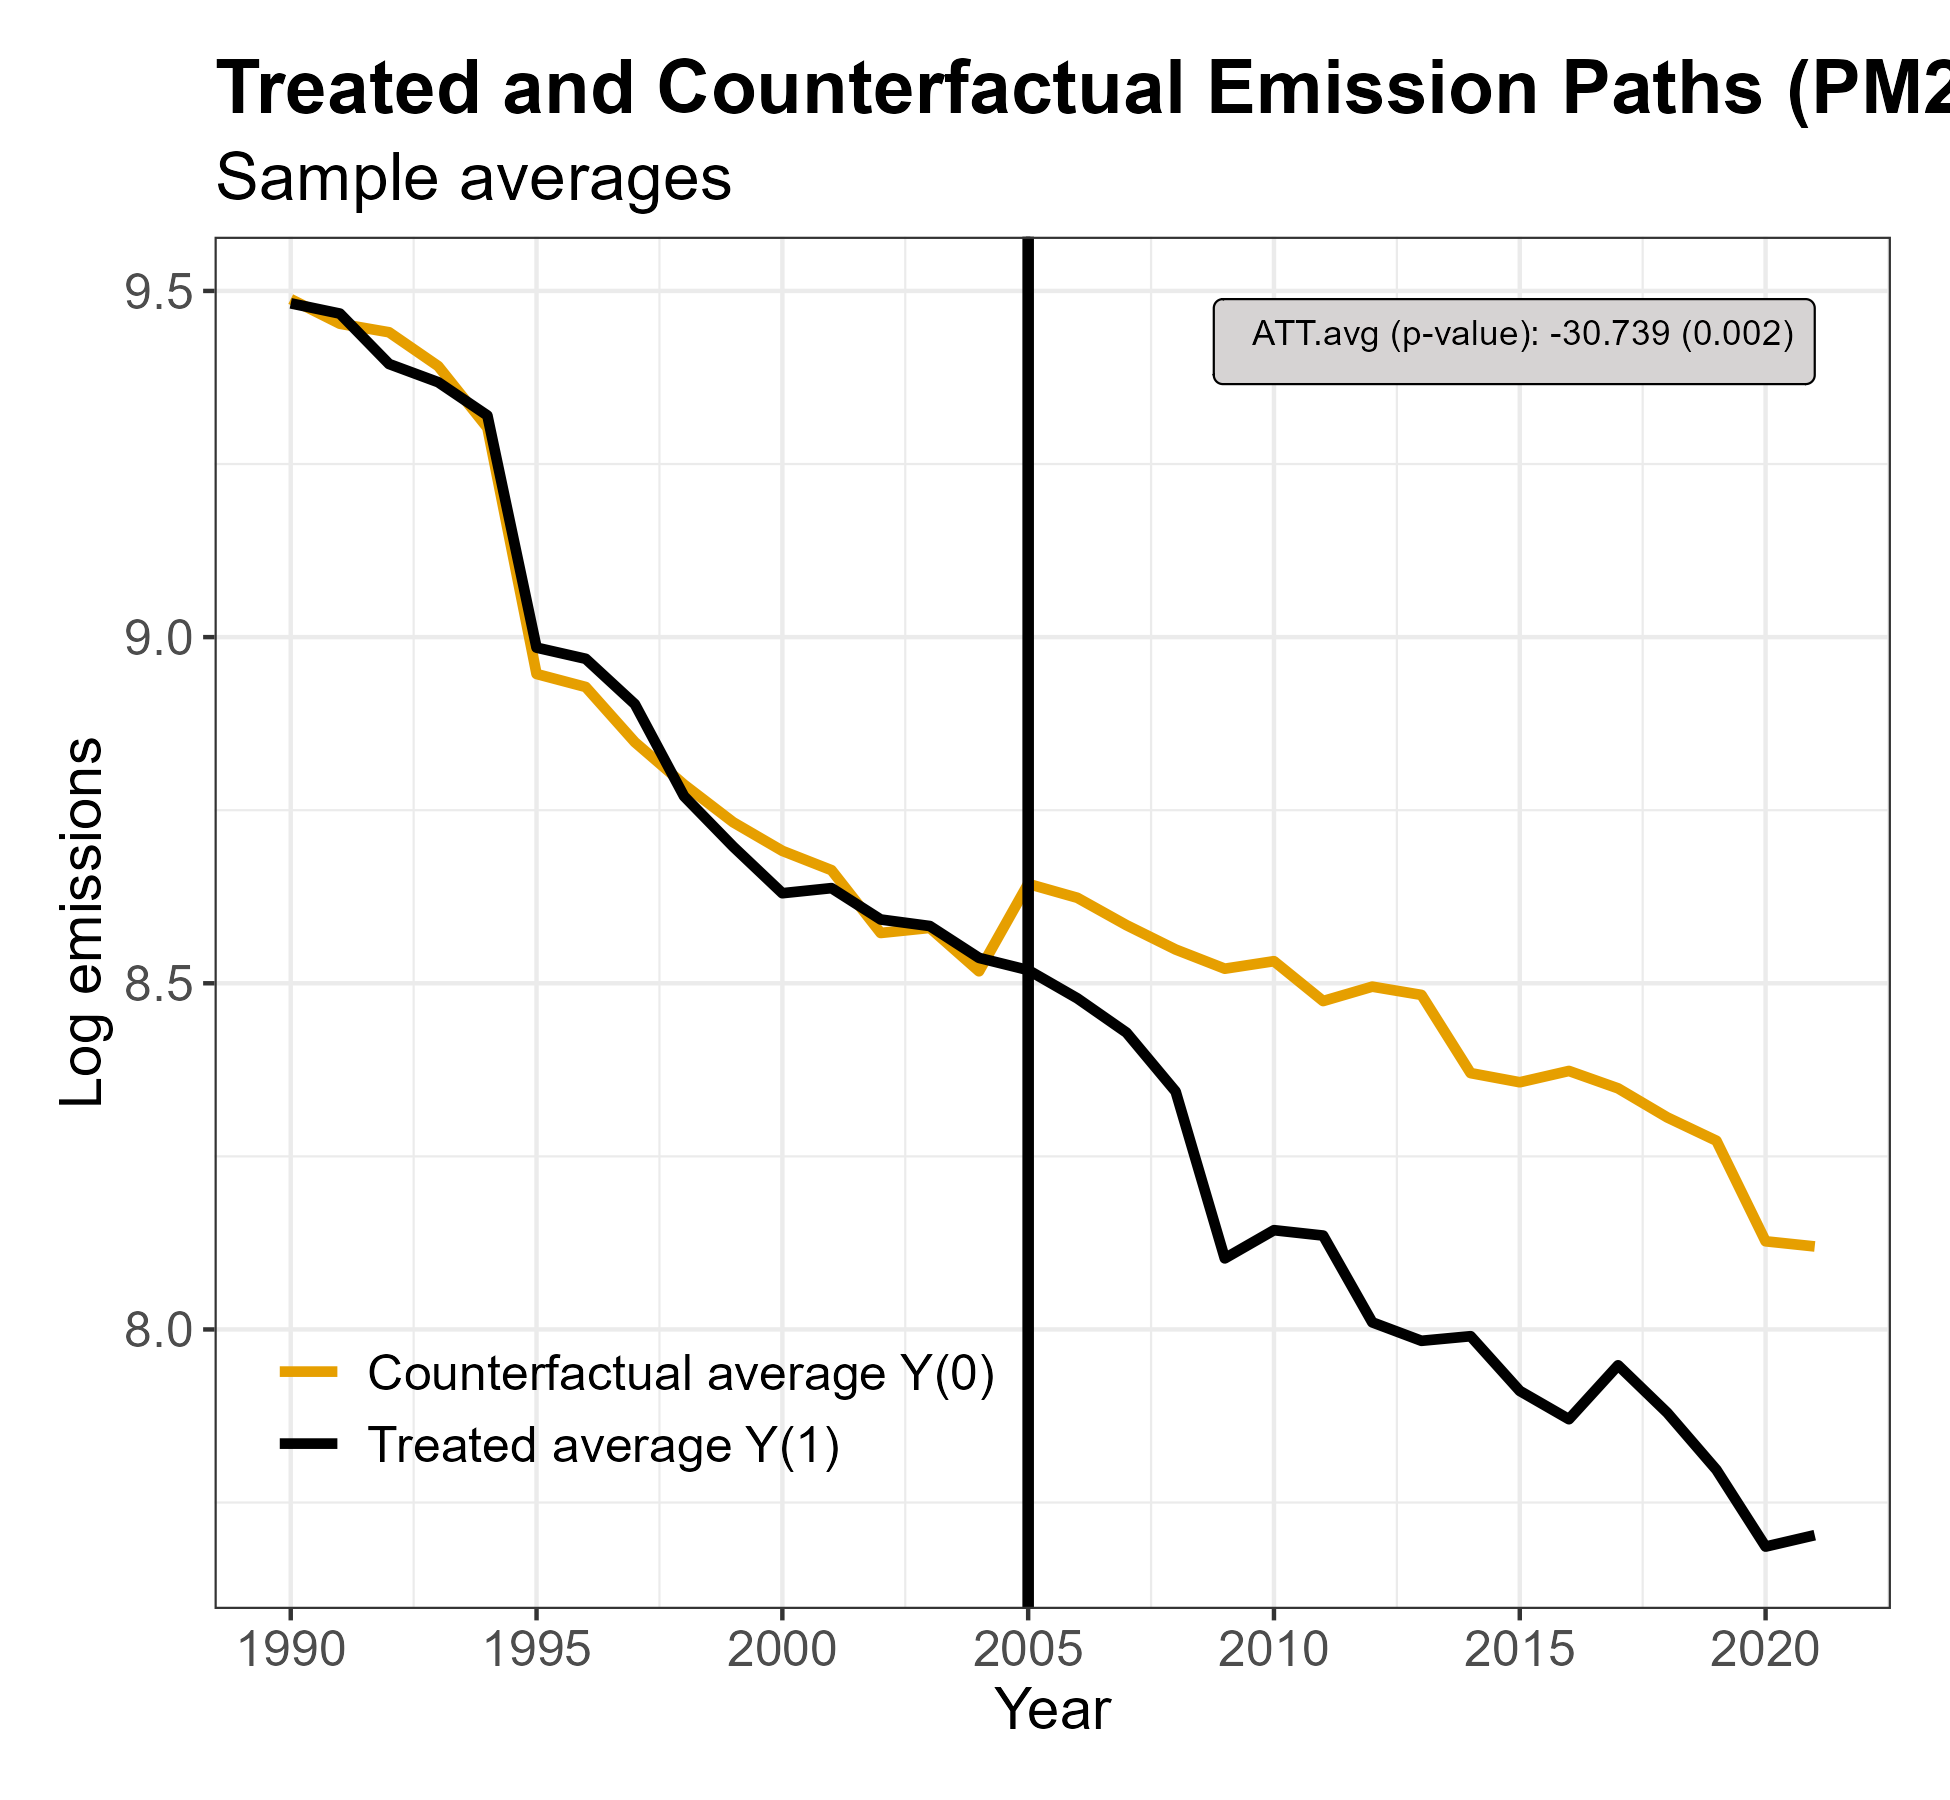 Treated and Counterfactual Emission Paths (PM2
Sample averages
ATT.avg (p-value): -30.739 (0.002)
9.5
9.0
8.5
8.0
Log emissions
Counterfactual average Y(0)
Treated average Y(1)
1990 1995 2000 2005 2010 2015 2020
Year